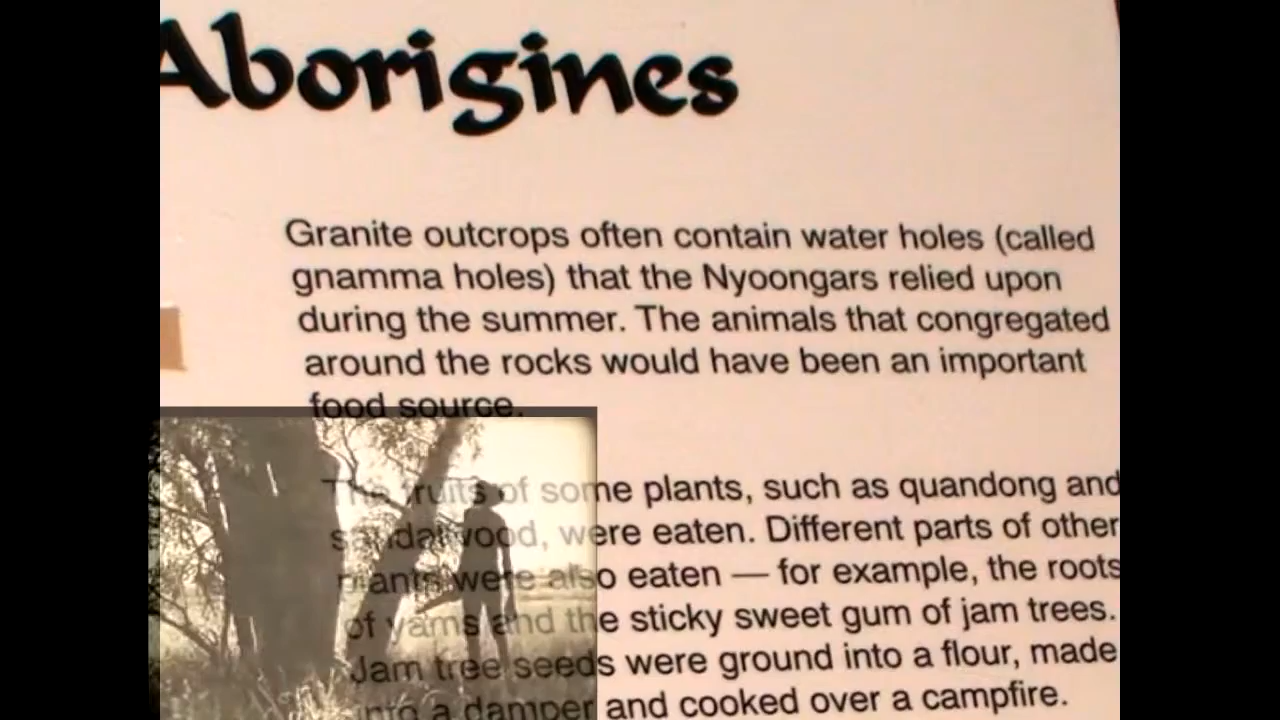 Aborigines
Granite outcrops often contain water holes (called
gnamma holes) that the Nyoongars relied upon
during the summer. The animals that congregated
around the rocks would have been an important
food source.
The fruits of some plants, such as quandong and
sandalwood, were eaten. Different parts of other
plants were also eaten — for example, the roots
of yams and the sticky sweet gum of jam trees.
Jam tree seeds were ground into a flour, made
into a damper and cooked over a campfire.